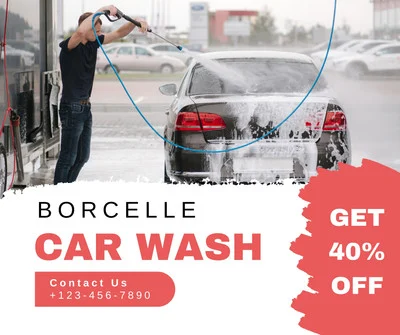 BORCELLE
CAR WASH
Contact Us
+123-456-7890
GET
40%
OFF